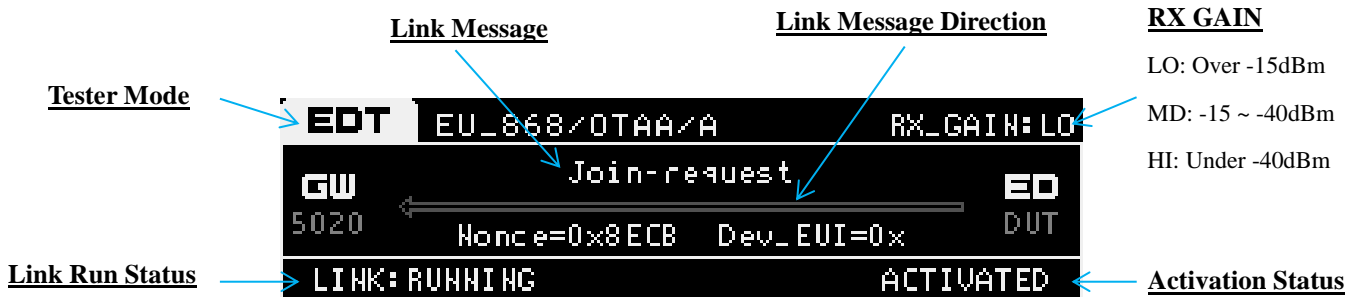 RX GAIN
Link Message
Link Message Direction
LO: Over -15dBm
Tester Mode
MD: -15 ~ -40dBm
EDT EU_868/OTAA/A RX_GAIN:LO
HI: Under -40dBm
Join-request
GW ED
5020 DUT
Nonce=0x8ECB Dev_EUI=0x
Link Run Status
LINK:RUNNING ACTIVATED
Activation Status